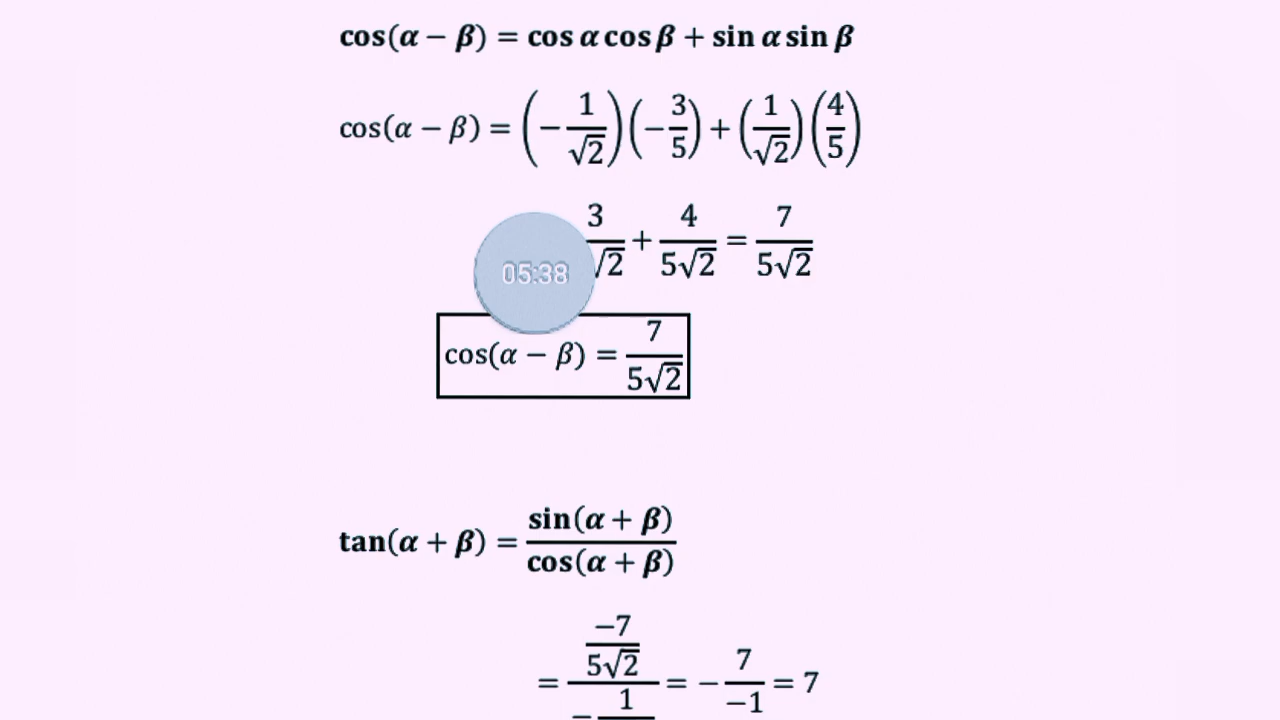 cos(α − β) = cos α cos β + sin α sin β
cos(α − β) = (−1/√2)(−3/5) + (1/√2)(4/5)
3/√2 + 4/5√2 = 7/5√2
05:38
cos(α − β) = 7/5√2
tan(α + β) = sin(α + β)/cos(α + β)
= −7/5√2 / −1 = −7/−1 = 7